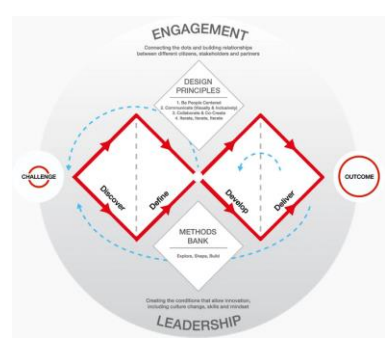 ENGAGEMENT
Connecting the dots and building relationships
between different citizens, stakeholders and partners
DESIGN
PRINCIPLES
1. Be People Centered
2. Communicate (Visually & Inclusively)
3. Collaborate & Co-Create
4. Iterate, Iterate, Iterate
CHALLENGE
Discover
Define
Develop
Deliver
OUTCOME
METHODS
BANK
Explore, Shape, Build
Creating the conditions that allow innovation,
including culture change, skills and mindset
LEADERSHIP